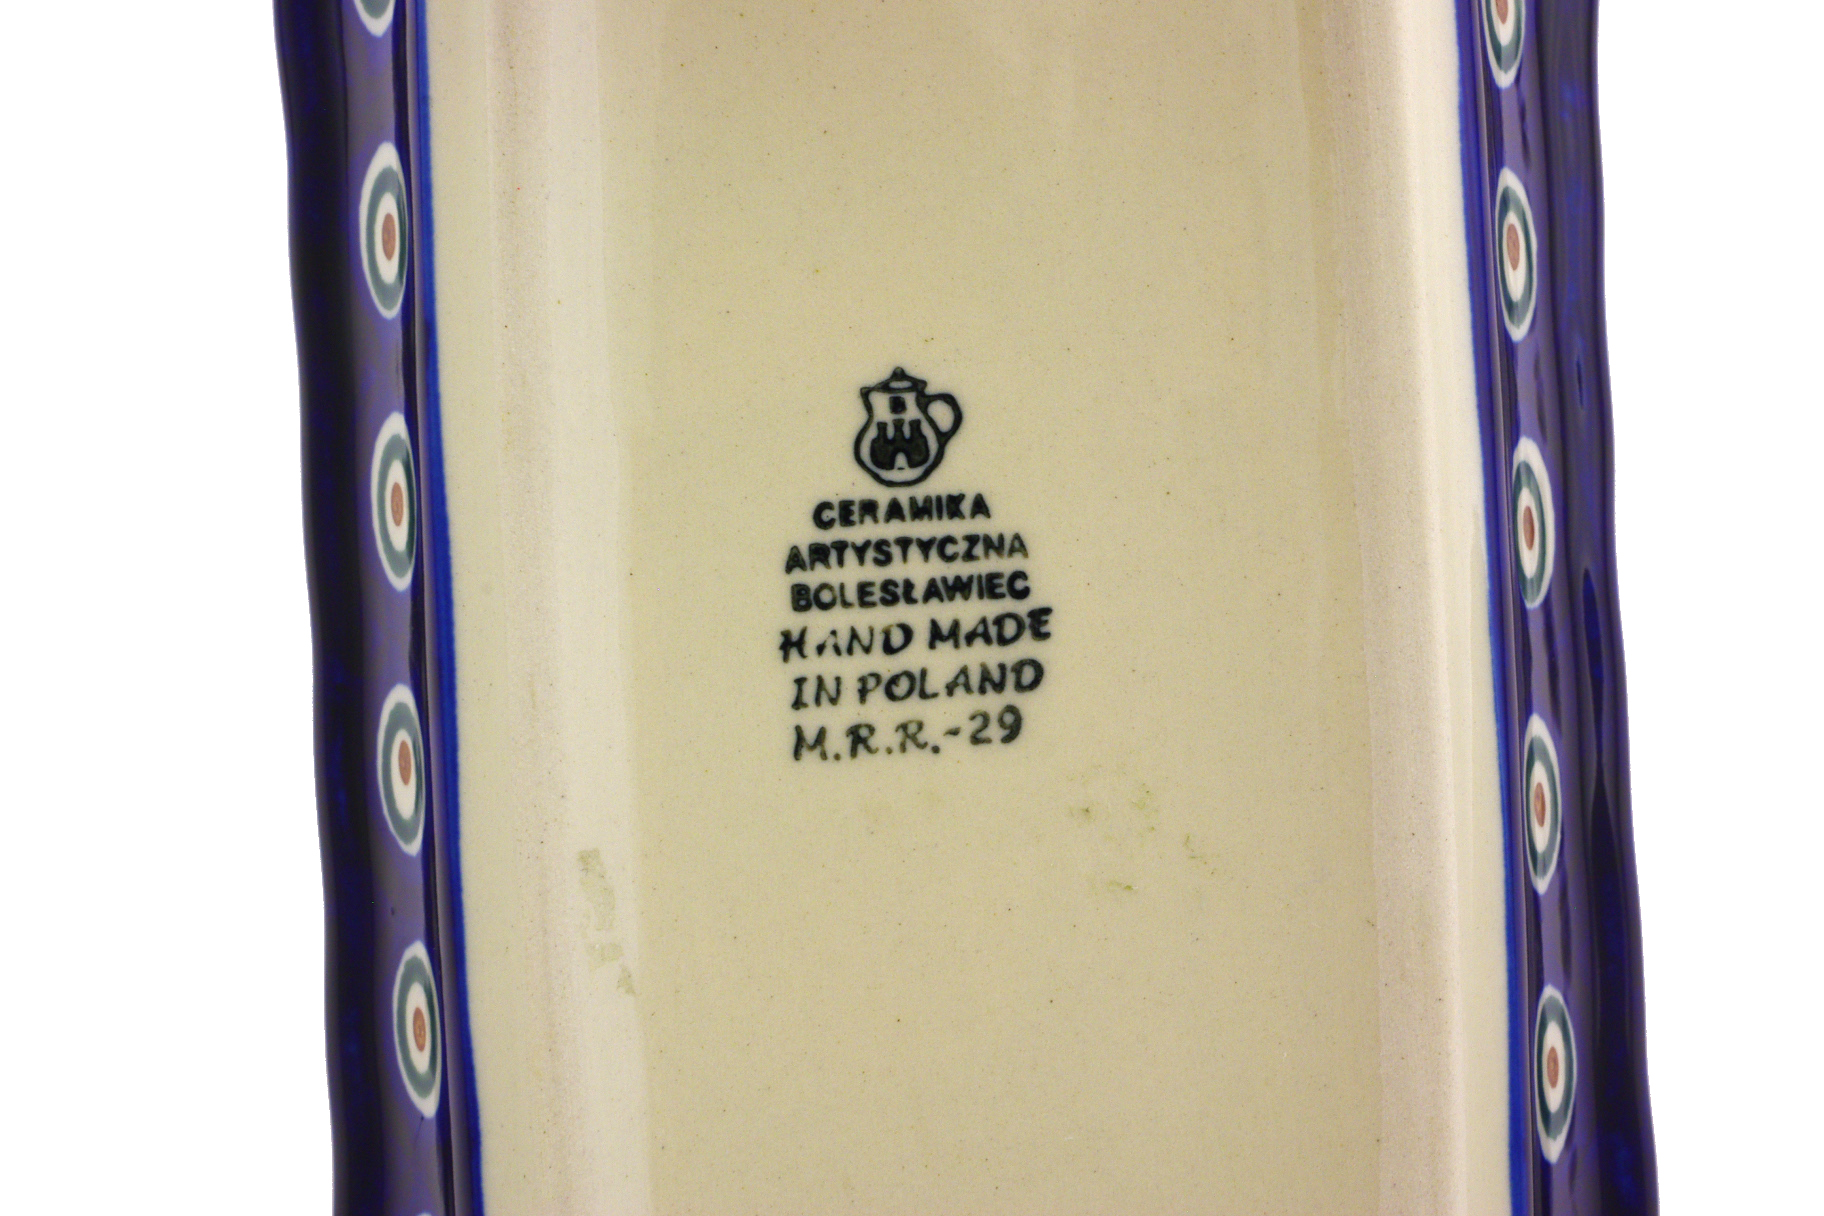 B
CERAMIKA
ARTYSTYCZNA
BOLESŁAWIEC
HAND MADE
IN POLAND
M.R.R.-29